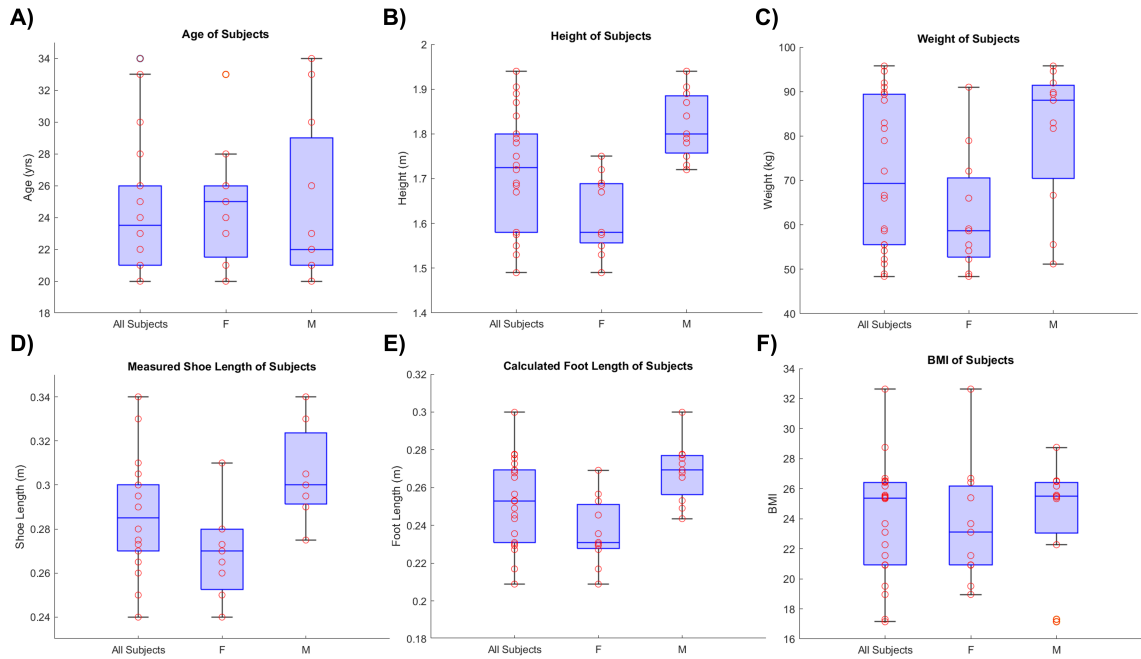 A)
Age of Subjects
Age (yrs)
34
32
30
28
26
24
22
20
18
All Subjects
F
M
B)
Height of Subjects
Height (m)
2
1.9
1.8
1.7
1.6
1.5
1.4
All Subjects
F
M
C)
Weight of Subjects
Weight (kg)
100
90
80
70
60
50
40
All Subjects
F
M
D)
Measured Shoe Length of Subjects
Shoe Length (m)
0.34
0.32
0.3
0.28
0.26
0.24
All Subjects
F
M
E)
Calculated Foot Length of Subjects
Foot Length (m)
0.32
0.3
0.28
0.26
0.24
0.22
0.2
0.18
All Subjects
F
M
F)
BMI of Subjects
BMI
34
32
30
28
26
24
22
20
18
16
All Subjects
F
M